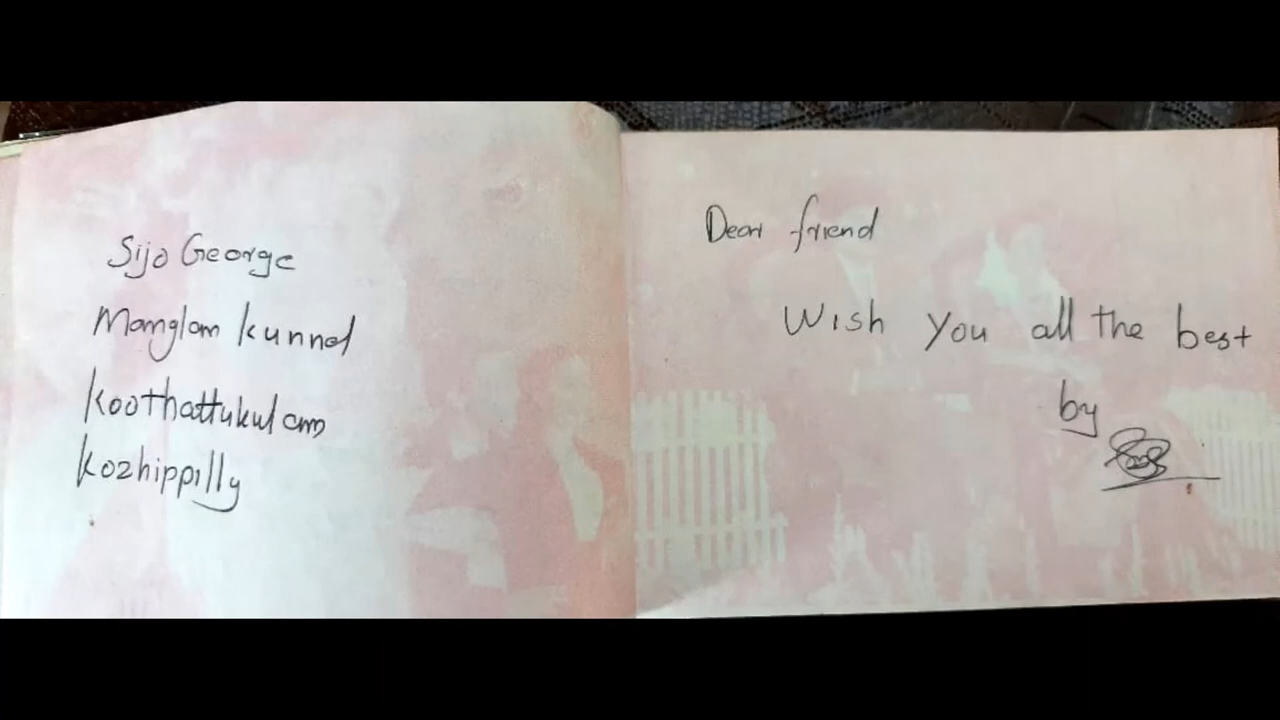 Sijo George
Manglam kunnel
Koothattukulam
Kozhippilly
Dear friend
Wish you all the best
by